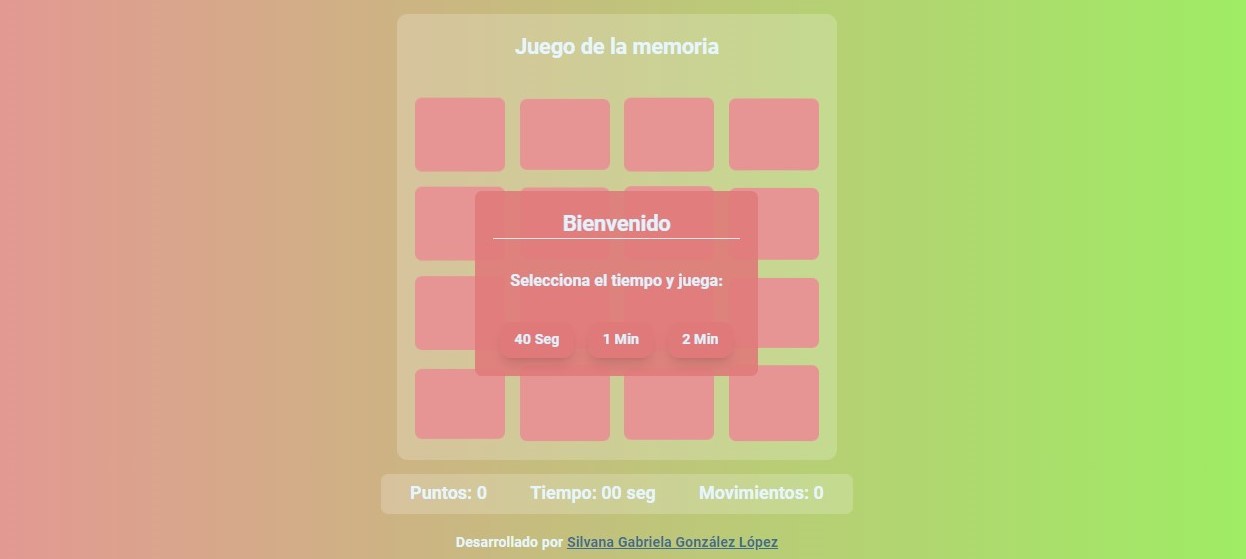 Juego de la memoria
Bienvenido
Selecciona el tiempo y juega:
40 Seg 1 Min 2 Min
Puntos: 0 Tiempo: 00 seg Movimientos: 0
Desarrollado por Silvana Gabriela González López